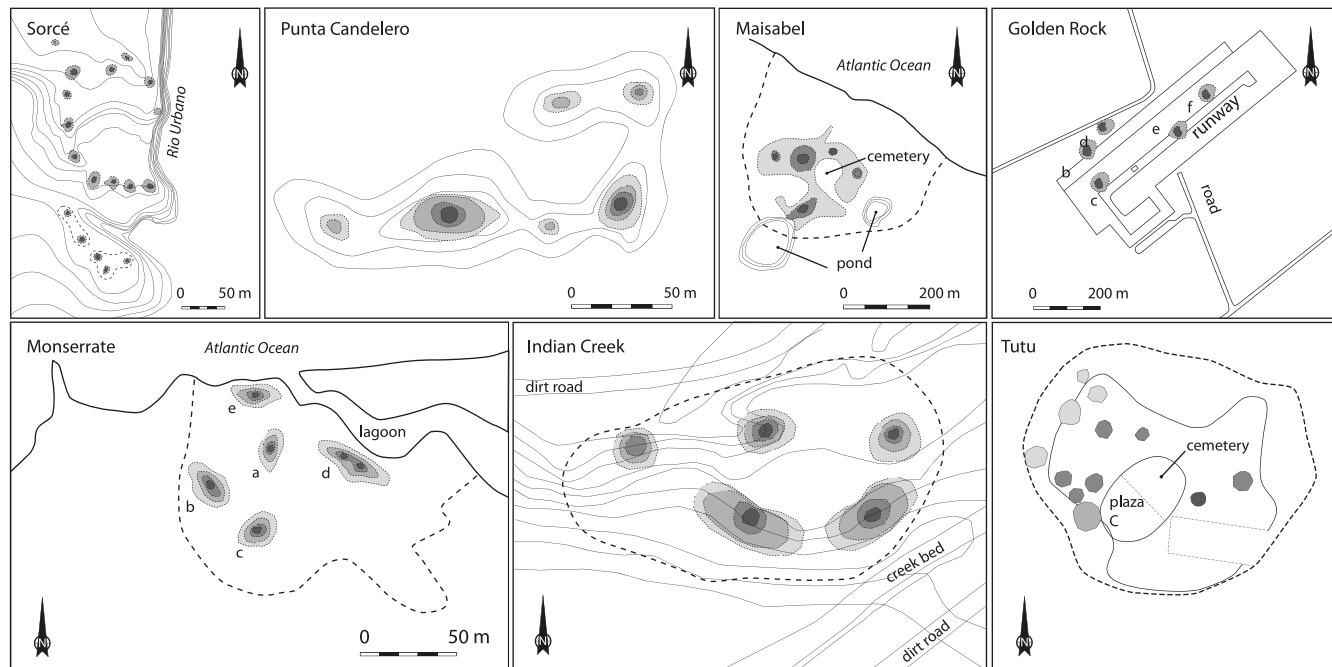 Sorcé
N
Rio Urbano
0 50 m
Punta Candelero
N
0 50 m
Maisabel
N
Atlantic Ocean
cemetery
pond
0 200 m
Golden Rock
N
f
e
runway
d
b
c
road
0 200 m
Monserrate
Atlantic Ocean
e
lagoon
a
d
b
c
N
0 50 m
Indian Creek
dirt road
creek bed
dirt road
N
Tutu
cemetery
plaza
C
N